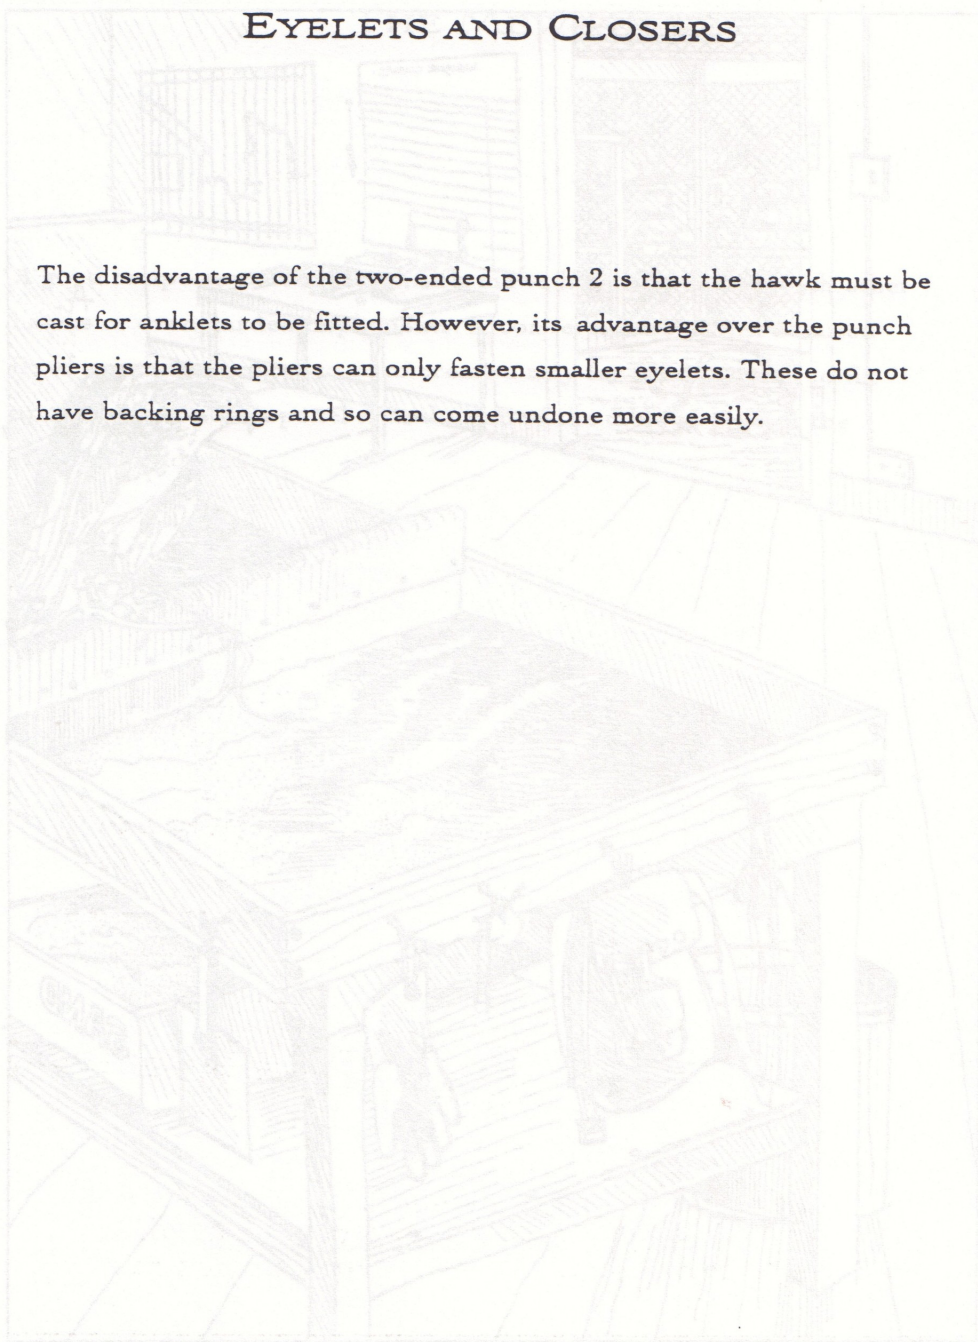 EYELETS AND CLOSERS
The disadvantage of the two-ended punch 2 is that the hawk must be
cast for anklets to be fitted. However, its advantage over the punch
pliers is that the pliers can only fasten smaller eyelets. These do not
have backing rings and so can come undone more easily.